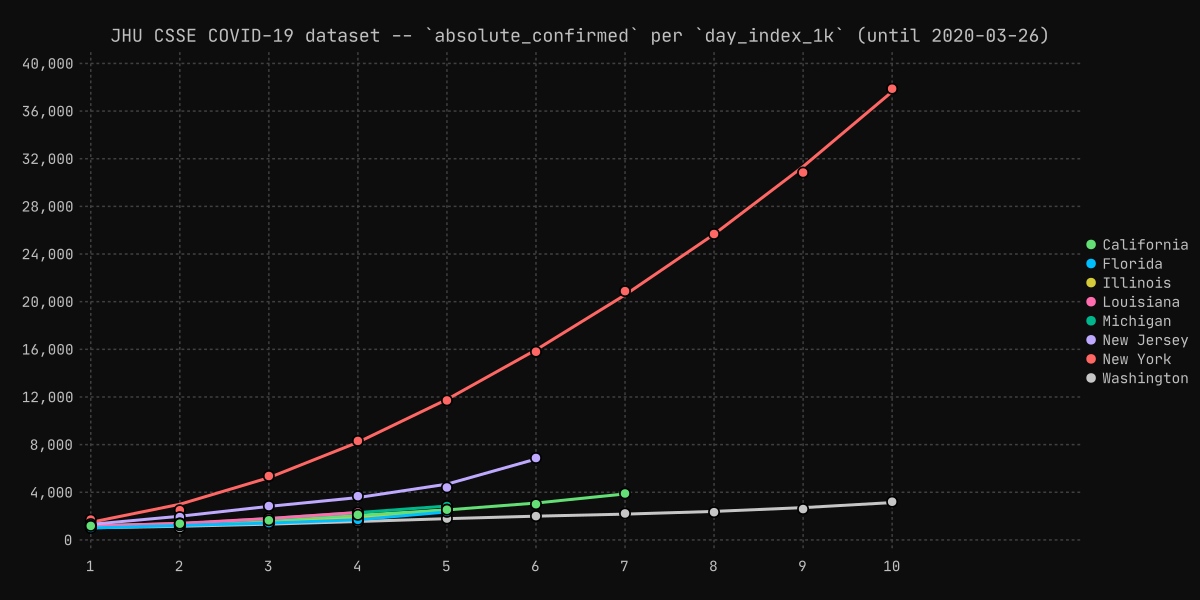 JHU CSSE COVID-19 dataset -- `absolute_confirmed` per `day_index_1k` (until 2020-03-26)
40,000
36,000
32,000
28,000
24,000
20,000
16,000
12,000
8,000
4,000
0
1 2 3 4 5 6 7 8 9 10
California
Florida
Illinois
Louisiana
Michigan
New Jersey
New York
Washington